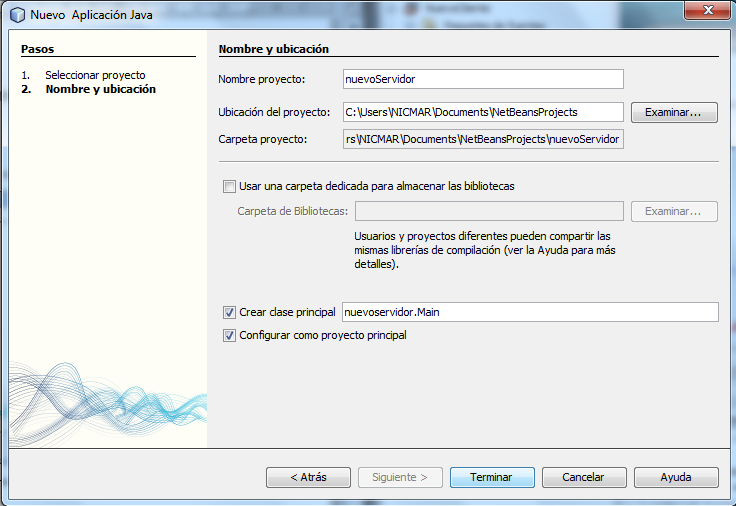 Nuevo Aplicación Java
Pasos
1. Seleccionar proyecto
2. Nombre y ubicación
Nombre y ubicación
Nombre proyecto: nuevoServidor
Ubicación del proyecto: C:\Users\NICMAR\Documents\NetBeansProjects Examinar...
Carpeta proyecto: rs\NICMAR\Documents\NetBeansProjects\nuevoServidor
Usar una carpeta dedicada para almacenar las bibliotecas
Carpeta de Bibliotecas: Examinar...
Usuarios y proyectos diferentes pueden compartir las
mismas librerías de compilación (ver la Ayuda para más
detalles).
Crear clase principal nuevoservidor.Main
Configurar como proyecto principal
< Atrás Siguiente > Terminar Cancelar Ayuda